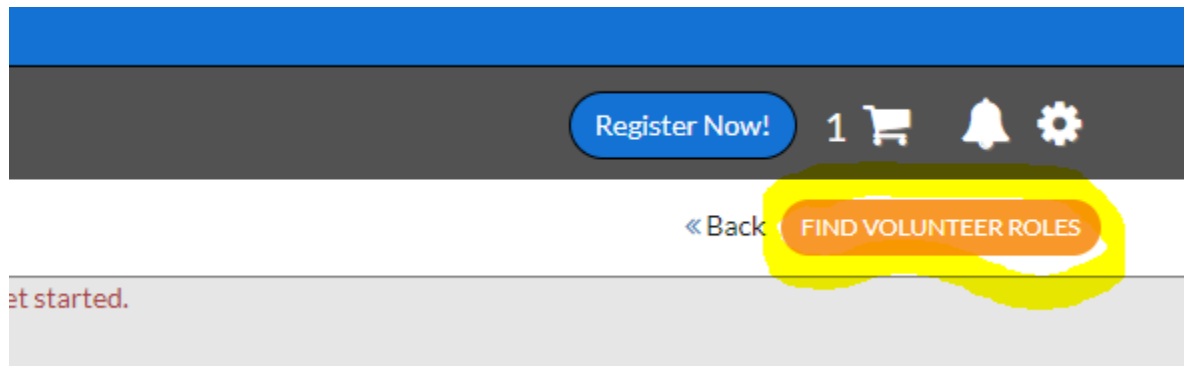 Register Now! 1
« Back FIND VOLUNTEER ROLES
et started.